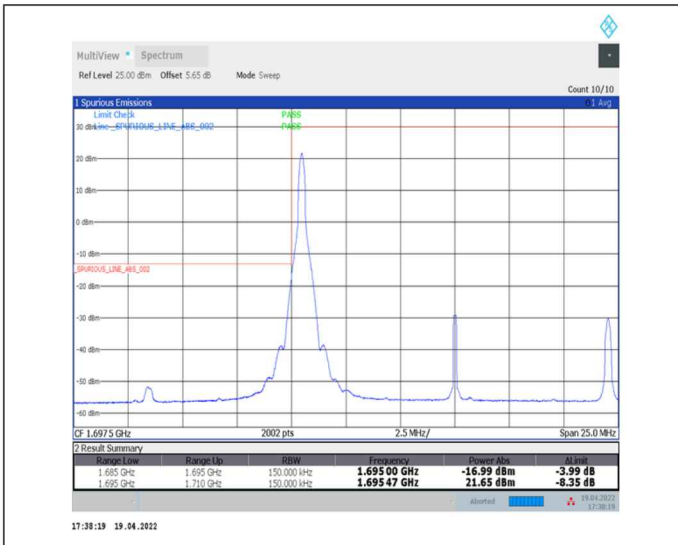 MultiView Spectrum
Ref Level 25.00 dBm Offset 5.65 dB Mode Sweep
Count 10/10
1 Spurious Emissions 1 Avg
Limit Check PASS
30 dBm Line _SPURIOUS_LINE_ABS_002 PASS
20 dBm
10 dBm
0 dBm
-10 dBm
_SPURIOUS_LINE_ABS_002
-20 dBm
-30 dBm
-40 dBm
-50 dBm
-60 dBm
CF 1.6975 GHz 2002 pts 2.5 MHz/ Span 25.0 MHz
2 Result Summary
Range Low Range Up RBW Frequency Power Abs ΔLimit
1.685 GHz 1.695 GHz 150.000 kHz 1.695 00 GHz -16.99 dBm -3.99 dB
1.695 GHz 1.710 GHz 150.000 kHz 1.695 47 GHz 21.65 dBm -8.35 dB
Aborted 19.04.2022
17:38:19
17:38:19 19.04.2022